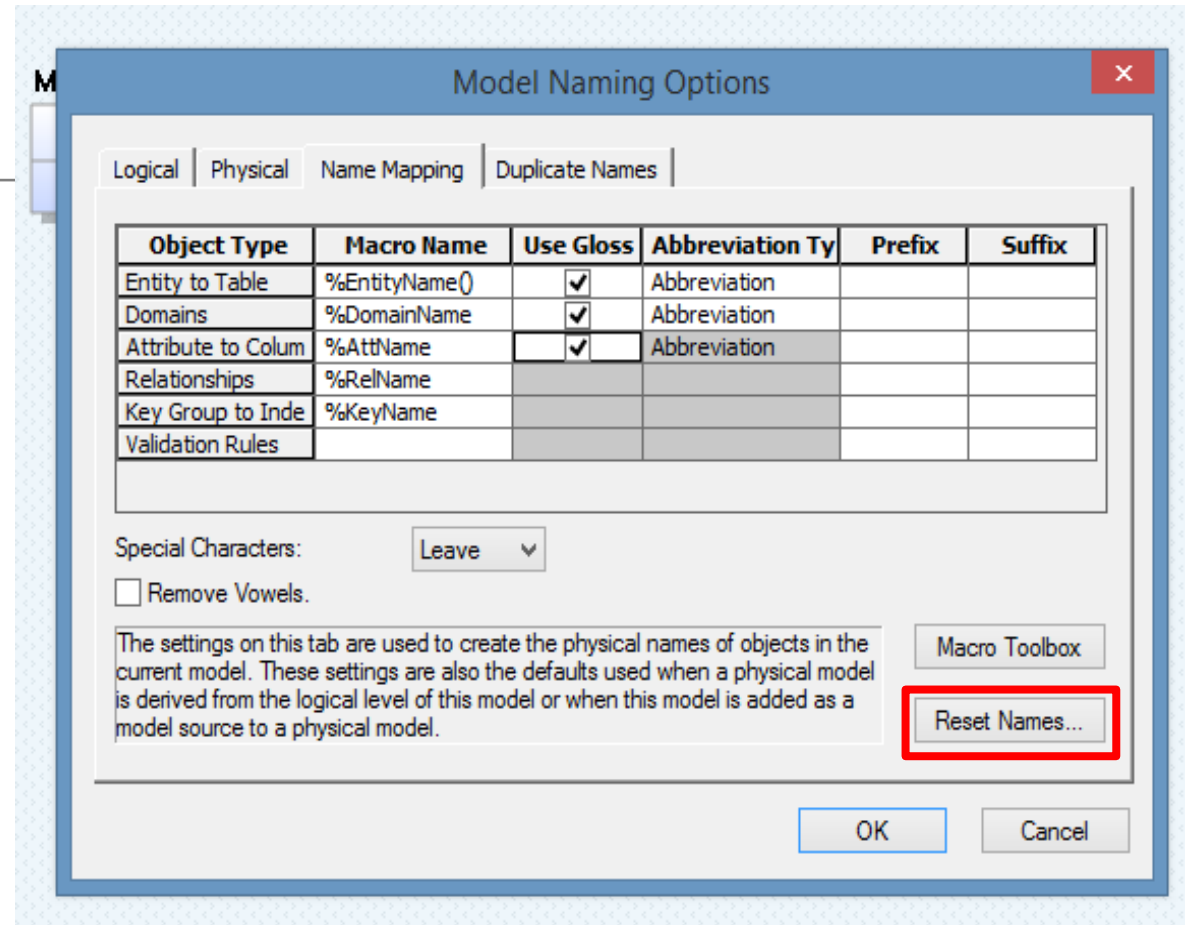 M
Model Naming Options
Logical Physical Name Mapping Duplicate Names
Object Type Macro Name Use Gloss Abbreviation Ty Prefix Suffix
Entity to Table %EntityName() Abbreviation
Domains %DomainName Abbreviation
Attribute to Colum %AttName Abbreviation
Relationships %RelName
Key Group to Inde %KeyName
Validation Rules
Special Characters: Leave
Remove Vowels.
The settings on this tab are used to create the physical names of objects in the
current model. These settings are also the defaults used when a physical model
is derived from the logical level of this model or when this model is added as a
model source to a physical model.
Macro Toolbox
Reset Names...
OK Cancel